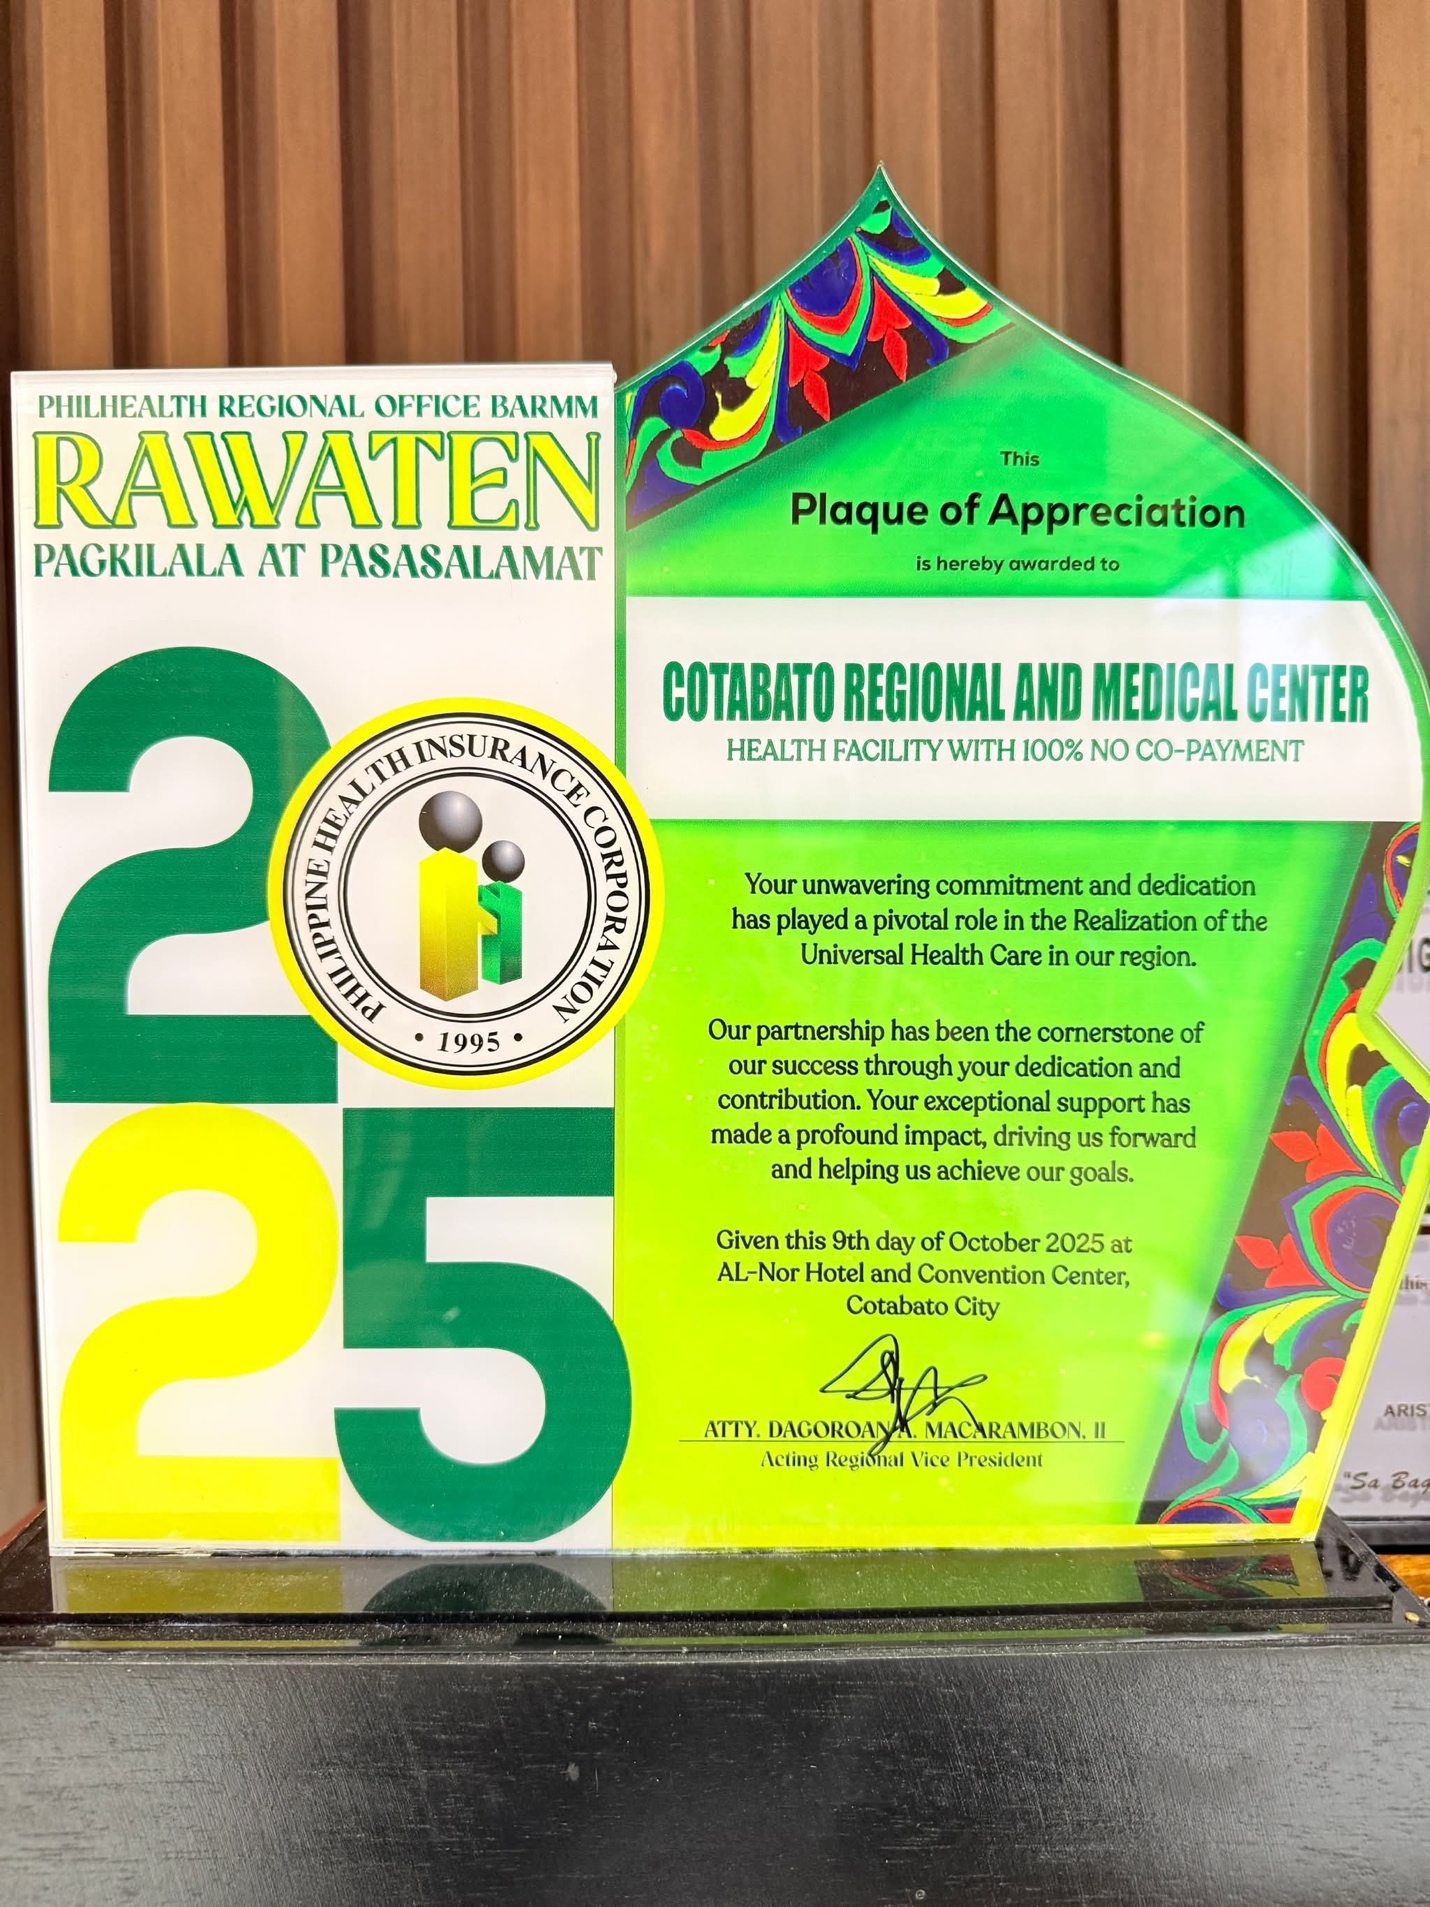 PHILHEALTH REGIONAL OFFICE BARMM
RAWATEN
PAGKILALA AT PASASALAMAT
2025
PHILIPPINE HEALTH INSURANCE CORPORATION
• 1995 •
This
Plaque of Appreciation
is hereby awarded to
COTABATO REGIONAL AND MEDICAL CENTER
HEALTH FACILITY WITH 100% NO CO-PAYMENT
Your unwavering commitment and dedication
has played a pivotal role in the Realization of the
Universal Health Care in our region.
Our partnership has been the cornerstone of
our success through your dedication and
contribution. Your exceptional support has
made a profound impact, driving us forward
and helping us achieve our goals.
Given this 9th day of October 2025 at
AL-Nor Hotel and Convention Center,
Cotabato City
ATTY. DAGOROAN A. MACARAMBON, II
Acting Regional Vice President
ARIS
"Sa Bag